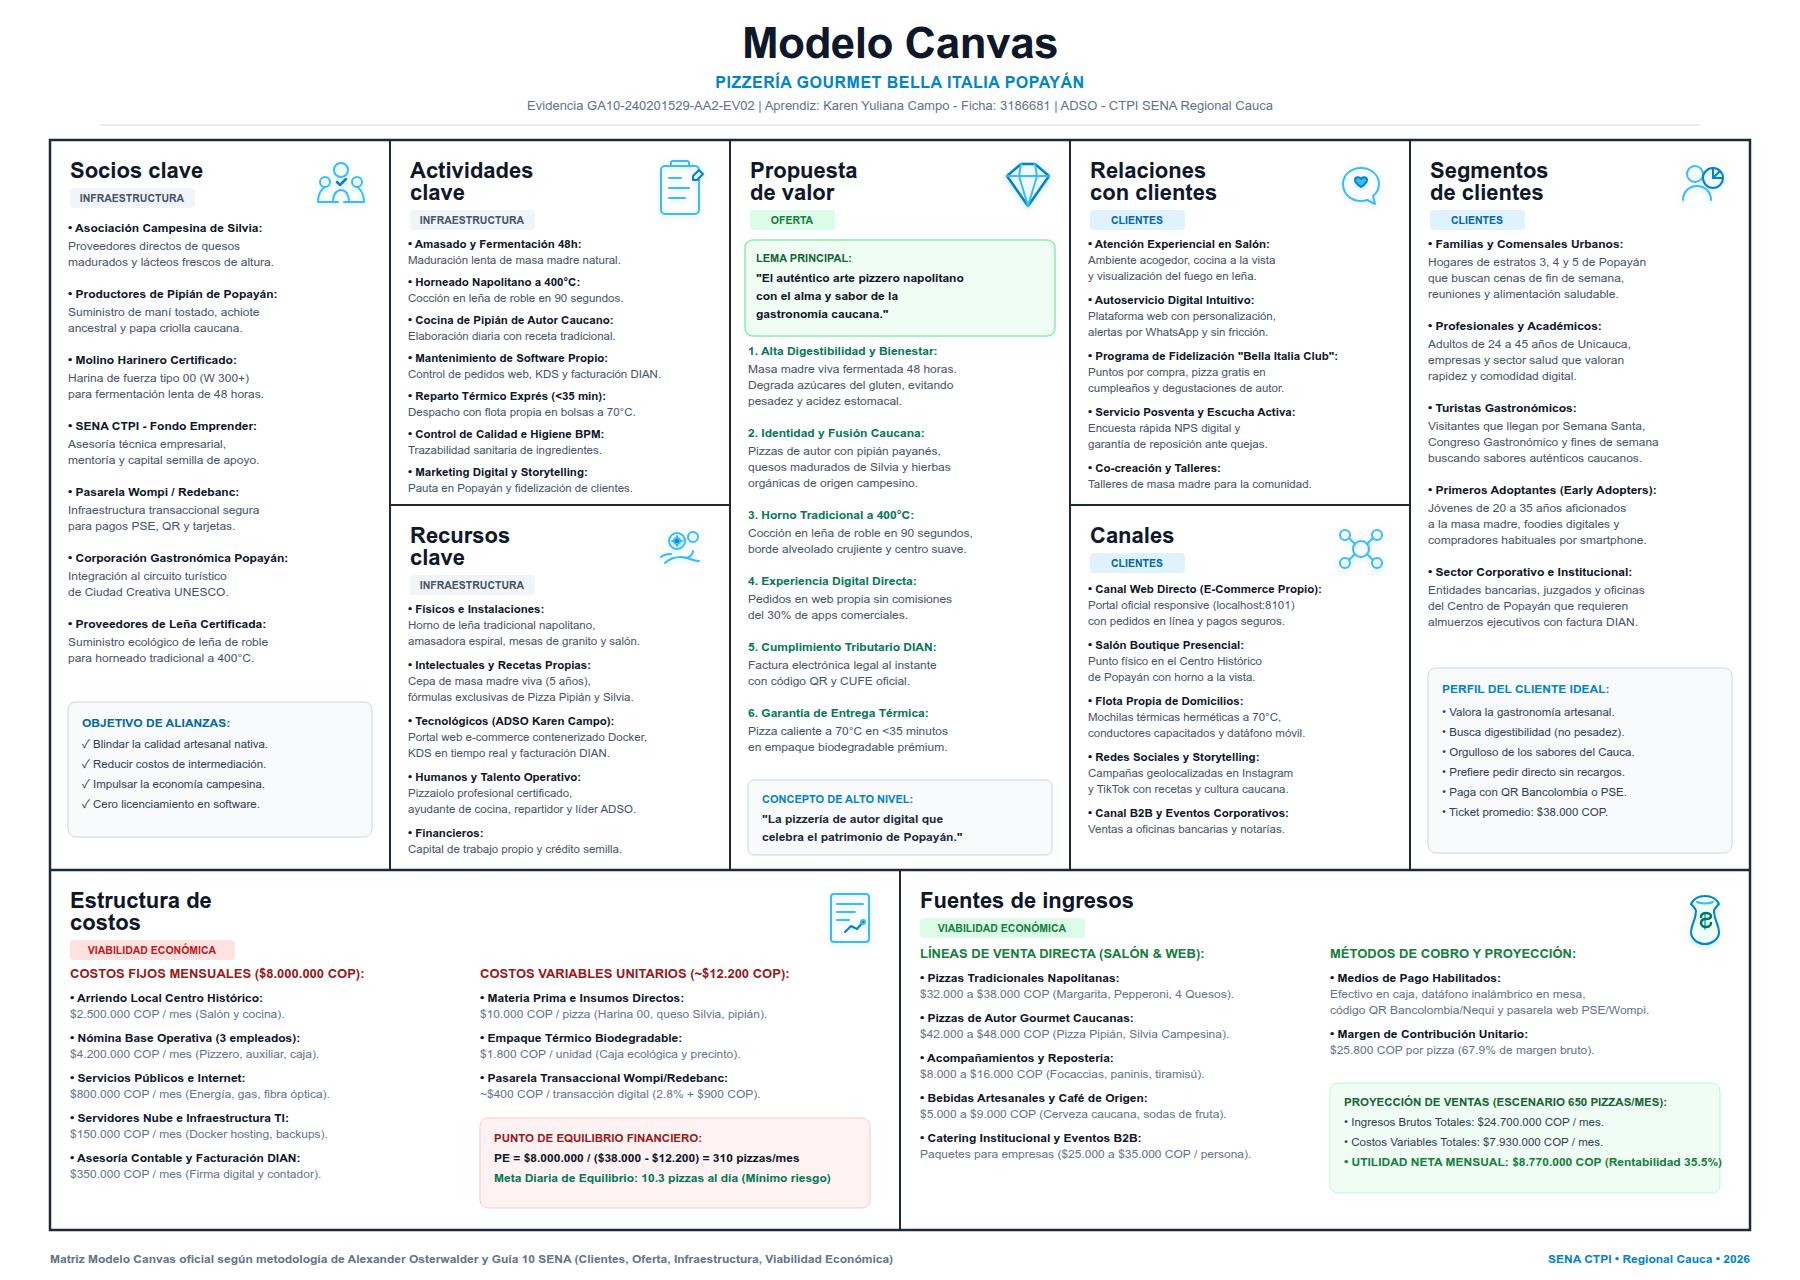 Modelo Canvas
PIZZERÍA GOURMET BELLA ITALIA POPAYÁN
Evidencia GA10-240201529-AA2-EV02 | Aprendiz: Karen Yuliana Campo - Ficha: 3186681 | ADSO - CTPI SENA Regional Cauca
Socios clave
INFRAESTRUCTURA
• Asociación Campesina de Silvia:
Proveedores directos de quesos
madurados y lácteos frescos de altura.
• Productores de Pipián de Popayán:
Suministro de maní tostado, achiote
ancestral y papa criolla caucana.
• Molino Harinero Certificado:
Harina de fuerza tipo 00 (W 300+)
para fermentación lenta de 48 horas.
• SENA CTPI - Fondo Emprender:
Asesoría técnica empresarial,
mentoría y capital semilla de apoyo.
• Pasarela Wompi / Redebanc:
Infraestructura transaccional segura
para pagos PSE, QR y tarjetas.
• Corporación Gastronómica Popayán:
Integración al circuito turístico
de Ciudad Creativa UNESCO.
• Proveedores de Leña Certificada:
Suministro ecológico de leña de roble
para horneado tradicional a 400°C.
OBJETIVO DE ALIANZAS:
✓ Blindar la calidad artesanal nativa.
✓ Reducir costos de intermediación.
✓ Impulsar la economía campesina.
✓ Cero licenciamiento en software.
Actividades
clave
INFRAESTRUCTURA
• Amasado y Fermentación 48h:
Maduración lenta de masa madre natural.
• Horneado Napolitano a 400°C:
Cocción en leña de roble en 90 segundos.
• Cocina de Pipián de Autor Caucano:
Elaboración diaria con receta tradicional.
• Mantenimiento de Software Propio:
Control de pedidos web, KDS y facturación DIAN.
• Reparto Térmico Exprés (<35 min):
Despacho con flota propia en bolsas a 70°C.
• Control de Calidad e Higiene BPM:
Trazabilidad sanitaria de ingredientes.
• Marketing Digital y Storytelling:
Pauta en Popayán y fidelización de clientes.
Recursos
clave
INFRAESTRUCTURA
• Físicos e Instalaciones:
Horno de leña tradicional napolitano,
amasadora espiral, mesas de granito y salón.
• Intelectuales y Recetas Propias:
Cepa de masa madre viva (5 años),
fórmulas exclusivas de Pizza Pipián y Silvia.
• Tecnológicos (ADSO Karen Campo):
Portal web e-commerce contenerizado Docker,
KDS en tiempo real y facturación DIAN.
• Humanos y Talento Operativo:
Pizzaiolo profesional certificado,
ayudante de cocina, repartidor y líder ADSO.
• Financieros:
Capital de trabajo propio y crédito semilla.
Propuesta
de valor
OFERTA
LEMA PRINCIPAL:
"El auténtico arte pizzero napolitano
con el alma y sabor de la
gastronomía caucana."
1. Alta Digestibilidad y Bienestar:
Masa madre viva fermentada 48 horas.
Degrada azúcares del gluten, evitando
pesadez y acidez estomacal.
2. Identidad y Fusión Caucana:
Pizzas de autor con pipián payanés,
quesos madurados de Silvia y hierbas
orgánicas de origen campesino.
3. Horno Tradicional a 400°C:
Cocción en leña de roble en 90 segundos,
borde alveolado crujiente y centro suave.
4. Experiencia Digital Directa:
Pedidos en web propia sin comisiones
del 30% de apps comerciales.
5. Cumplimiento Tributario DIAN:
Factura electrónica legal al instante
con código QR y CUFE oficial.
6. Garantía de Entrega Térmica:
Pizza caliente a 70°C en <35 minutos
en empaque biodegradable prémium.
CONCEPTO DE ALTO NIVEL:
"La pizzería de autor digital que
celebra el patrimonio de Popayán."
Relaciones
con clientes
CLIENTES
• Atención Experiencial en Salón:
Ambiente acogedor, cocina a la vista
y visualización del fuego en leña.
• Autoservicio Digital Intuitivo:
Plataforma web con personalización,
alertas por WhatsApp y sin fricción.
• Programa de Fidelización "Bella Italia Club":
Puntos por compra, pizza gratis en
cumpleaños y degustaciones de autor.
• Servicio Posventa y Escucha Activa:
Encuesta rápida NPS digital y
garantía de reposición ante quejas.
• Co-creación y Talleres:
Talleres de masa madre para la comunidad.
Canales
CLIENTES
• Canal Web Directo (E-Commerce Propio):
Portal oficial responsive (localhost:8101)
con pedidos en línea y pagos seguros.
• Salón Boutique Presencial:
Punto físico en el Centro Histórico
de Popayán con horno a la vista.
• Flota Propia de Domicilios:
Mochilas térmicas herméticas a 70°C,
conductores capacitados y datáfono móvil.
• Redes Sociales y Storytelling:
Campañas geolocalizadas en Instagram
y TikTok con recetas y cultura caucana.
• Canal B2B y Eventos Corporativos:
Ventas a oficinas bancarias y notarías.
Segmentos
de clientes
CLIENTES
• Familias y Comensales Urbanos:
Hogares de estratos 3, 4 y 5 de Popayán
que buscan cenas de fin de semana,
reuniones y alimentación saludable.
• Profesionales y Académicos:
Adultos de 24 a 45 años de Unicauca,
empresas y sector salud que valoran
rapidez y comodidad digital.
• Turistas Gastronómicos:
Visitantes que llegan por Semana Santa,
Congreso Gastronómico y fines de semana
buscando sabores auténticos caucanos.
• Primeros Adoptantes (Early Adopters):
Jóvenes de 20 a 35 años aficionados
a la masa madre, foodies digitales y
compradores habituales por smartphone.
• Sector Corporativo e Institucional:
Entidades bancarias, juzgados y oficinas
del Centro de Popayán que requieren
almuerzos ejecutivos con factura DIAN.
PERFIL DEL CLIENTE IDEAL:
• Valora la gastronomía artesanal.
• Busca digestibilidad (no pesadez).
• Orgulloso de los sabores del Cauca.
• Prefiere pedir directo sin recargos.
• Paga con QR Bancolombia o PSE.
• Ticket promedio: $38.000 COP.
Estructura de
costos
VIABILIDAD ECONÓMICA
COSTOS FIJOS MENSUALES ($8.000.000 COP):
• Arriendo Local Centro Histórico:
$2.500.000 COP / mes (Salón y cocina).
• Nómina Base Operativa (3 empleados):
$4.200.000 COP / mes (Pizzero, auxiliar, caja).
• Servicios Públicos e Internet:
$800.000 COP / mes (Energía, gas, fibra óptica).
• Servidores Nube e Infraestructura TI:
$150.000 COP / mes (Docker hosting, backups).
• Asesoría Contable y Facturación DIAN:
$350.000 COP / mes (Firma digital y contador).
COSTOS VARIABLES UNITARIOS (~$12.200 COP):
• Materia Prima e Insumos Directos:
$10.000 COP / pizza (Harina 00, queso Silvia, pipián).
• Empaque Térmico Biodegradable:
$1.800 COP / unidad (Caja ecológica y precinto).
• Pasarela Transaccional Wompi/Redebanc:
~$400 COP / transacción digital (2.8% + $900 COP).
PUNTO DE EQUILIBRIO FINANCIERO:
PE = $8.000.000 / ($38.000 - $12.200) = 310 pizzas/mes
Meta Diaria de Equilibrio: 10.3 pizzas al día (Mínimo riesgo)
Fuentes de ingresos
VIABILIDAD ECONÓMICA
LÍNEAS DE VENTA DIRECTA (SALÓN & WEB):
• Pizzas Tradicionales Napolitanas:
$32.000 a $38.000 COP (Margarita, Pepperoni, 4 Quesos).
• Pizzas de Autor Gourmet Caucanas:
$42.000 a $48.000 COP (Pizza Pipián, Silvia Campesina).
• Acompañamientos y Repostería:
$8.000 a $16.000 COP (Focaccias, paninis, tiramisú).
• Bebidas Artesanales y Café de Origen:
$5.000 a $9.000 COP (Cerveza caucana, sodas de fruta).
• Catering Institucional y Eventos B2B:
Paquetes para empresas ($25.000 a $35.000 COP / persona).
MÉTODOS DE COBRO Y PROYECCIÓN:
• Medios de Pago Habilitados:
Efectivo en caja, datáfono inalámbrico en mesa,
código QR Bancolombia/Nequi y pasarela web PSE/Wompi.
• Margen de Contribución Unitario:
$25.800 COP por pizza (67.9% de margen bruto).
PROYECCIÓN DE VENTAS (ESCENARIO 650 PIZZAS/MES):
• Ingresos Brutos Totales: $24.700.000 COP / mes.
• Costos Variables Totales: $7.930.000 COP / mes.
• UTILIDAD NETA MENSUAL: $8.770.000 COP (Rentabilidad 35.5%)
Matriz Modelo Canvas oficial según metodología de Alexander Osterwalder y Guía 10 SENA (Clientes, Oferta, Infraestructura, Viabilidad Económica)
SENA CTPI • Regional Cauca • 2026